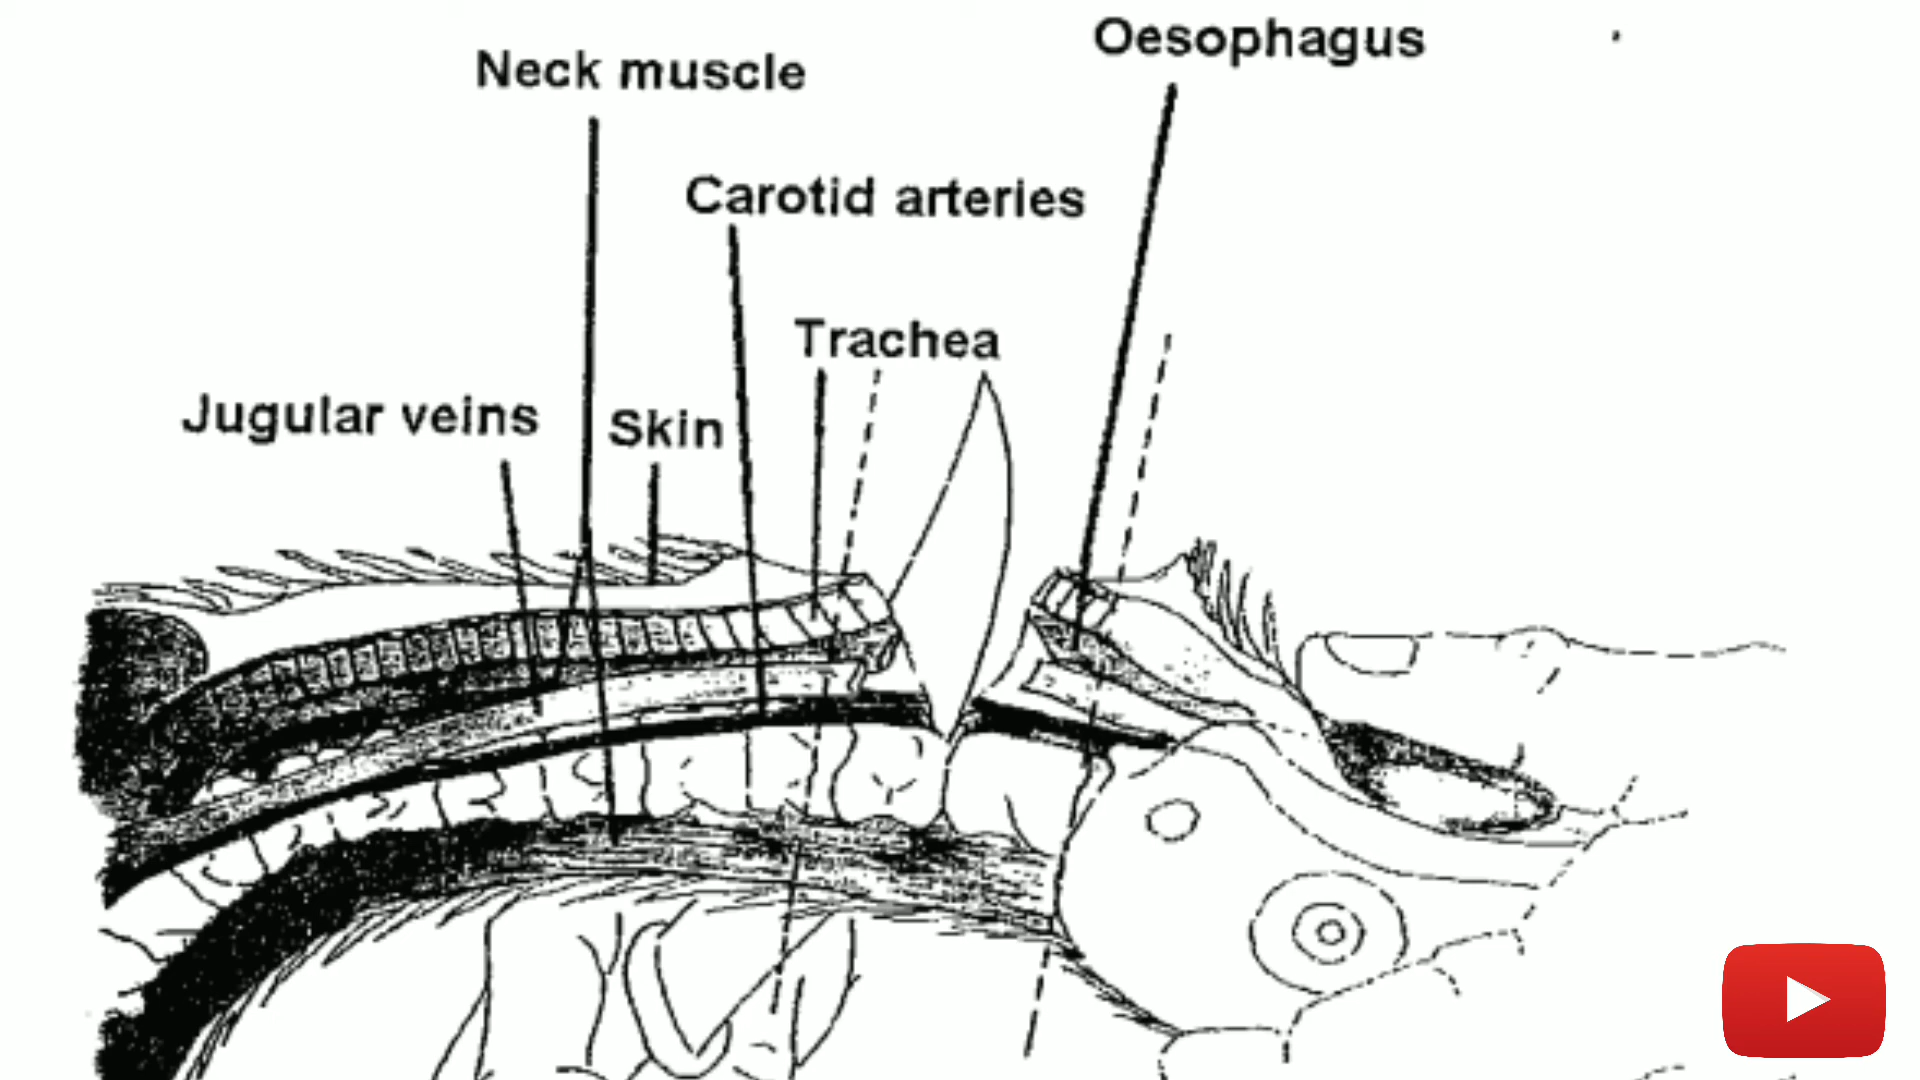 Oesophagus
Neck muscle
Carotid arteries
Trachea
Jugular veins
Skin